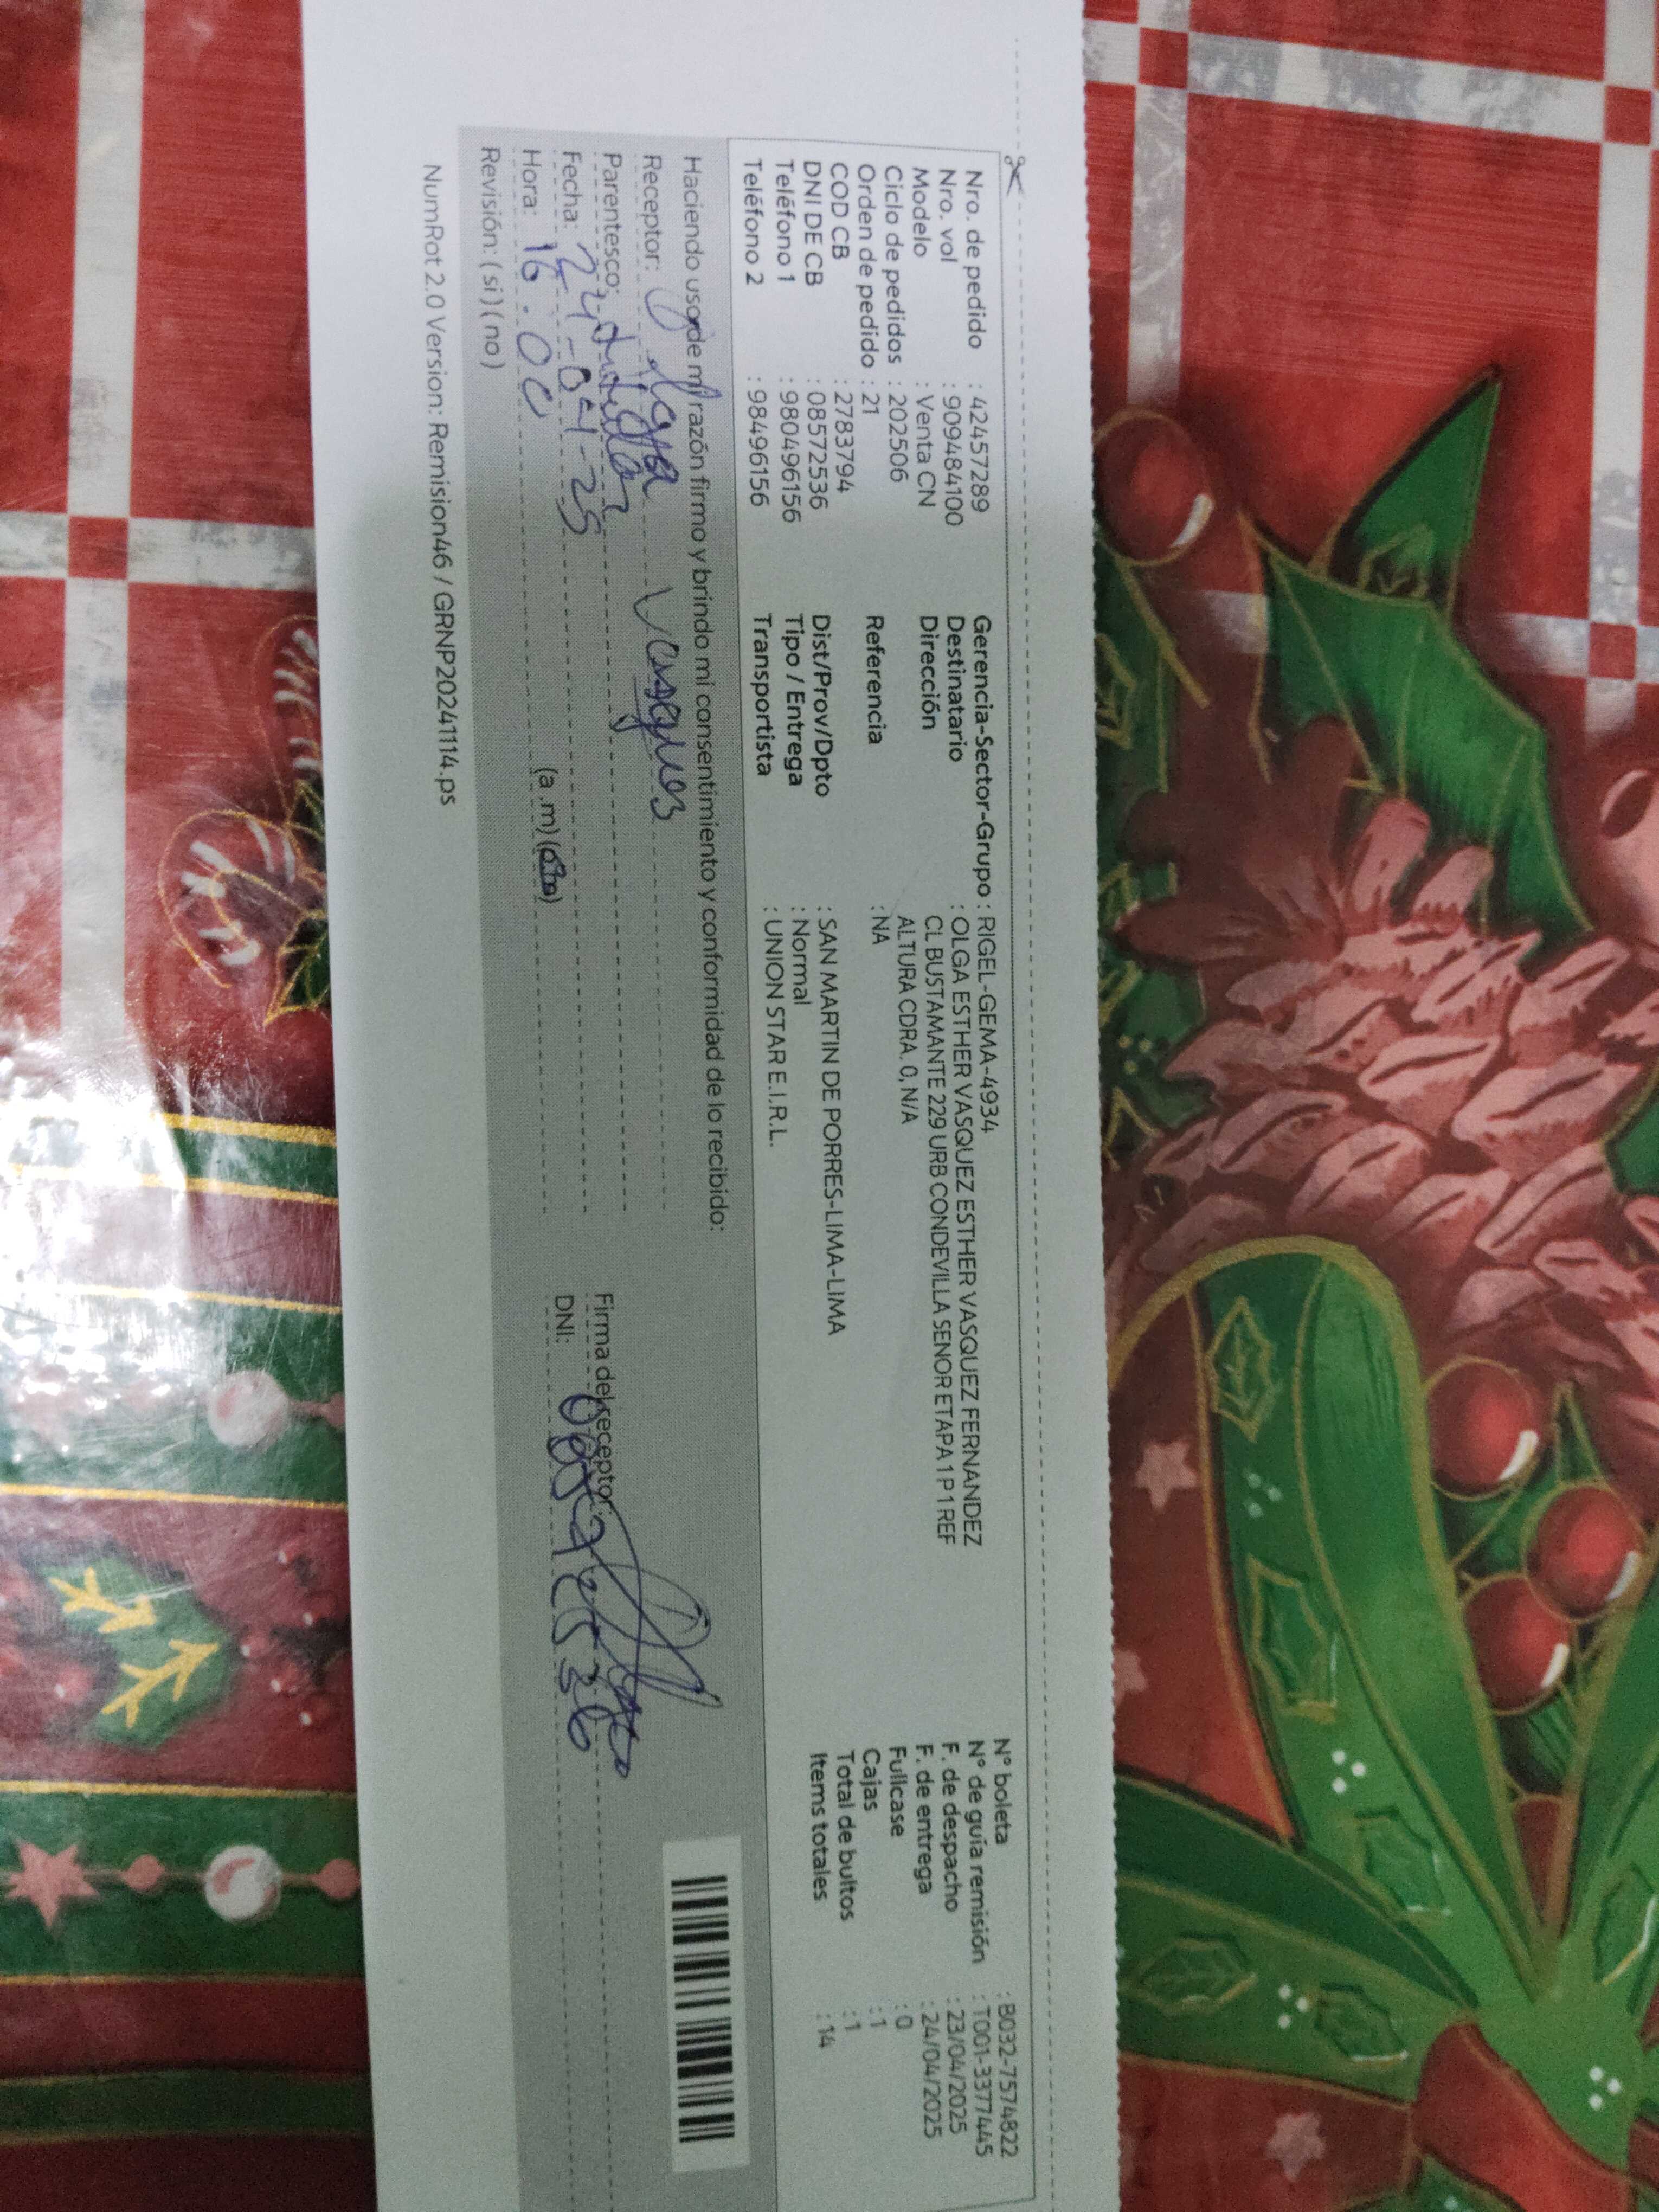 Nro. de pedido : 42457289
Nro. vol : 909484100
Modelo : Venta CN
Ciclo de pedidos : 202506
Orden de pedido : 21
COD CB : 2783794
DNI DE CB : 08572536
Teléfono 1 : 980496156
Teléfono 2 : 98496156
Gerencia-Sector-Grupo : RIGEL-GEMA-4934
Destinatario : OLGA ESTHER VASQUEZ ESTHER VASQUEZ FERNANDEZ
Dirección CL BUSTAMANTE 229 URB CONDEVILLA SENOR ETAPA 1 P 1 REF
ALTURA CDRA. 0, N/A
Referencia : NA
Dist/Prov/Dpto : SAN MARTIN DE PORRES-LIMA-LIMA
Tipo / Entrega : Normal
Transportista : UNION STAR E.I.R.L.
N° boleta : B032-7574822
N° de guía remisión : T001-3377445
F. de despacho : 23/04/2025
F. de entrega : 24/04/2025
Fullcase : 0
Cajas : 1
Total de bultos : 1
Items totales : 14
Haciendo uso de mi razón firmo y brindo mi consentimiento y conformidad de lo recibido:
Receptor: Olga Vasques
Parentesco:
Fecha: 24-04-25
Hora: 16:00 (a .m) (p.m)
Revisión: ( si ) ( no )
Firma del receptor:
DNI: 08572536
NumRot 2.0 Version: Remision46 / GRNP20241114.ps